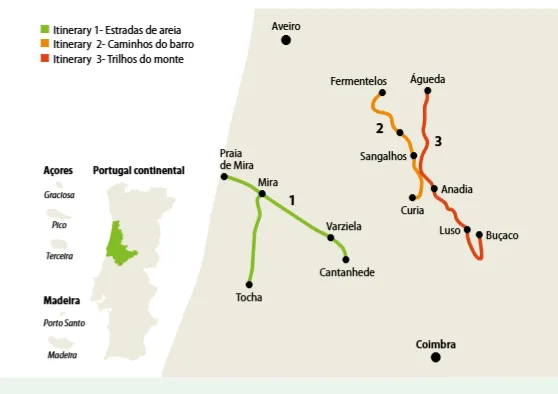 Itinerary 1- Estradas de areia
Itinerary 2- Caminhos do barro
Itinerary 3- Trilhos do monte
Aveiro
Fermentelos
Águeda
2
3
Sangalhos
Praia
de Mira
Mira
1
Anadia
Curia
Varziela
Luso
Buçaco
Cantanhede
Tocha
Coimbra
Açores
Portugal continental
Graciosa
Pico
Terceira
Madeira
Porto Santo
Madeira